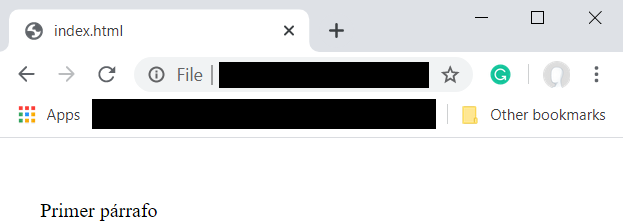 index.html
File
Apps
Other bookmarks
Primer párrafo